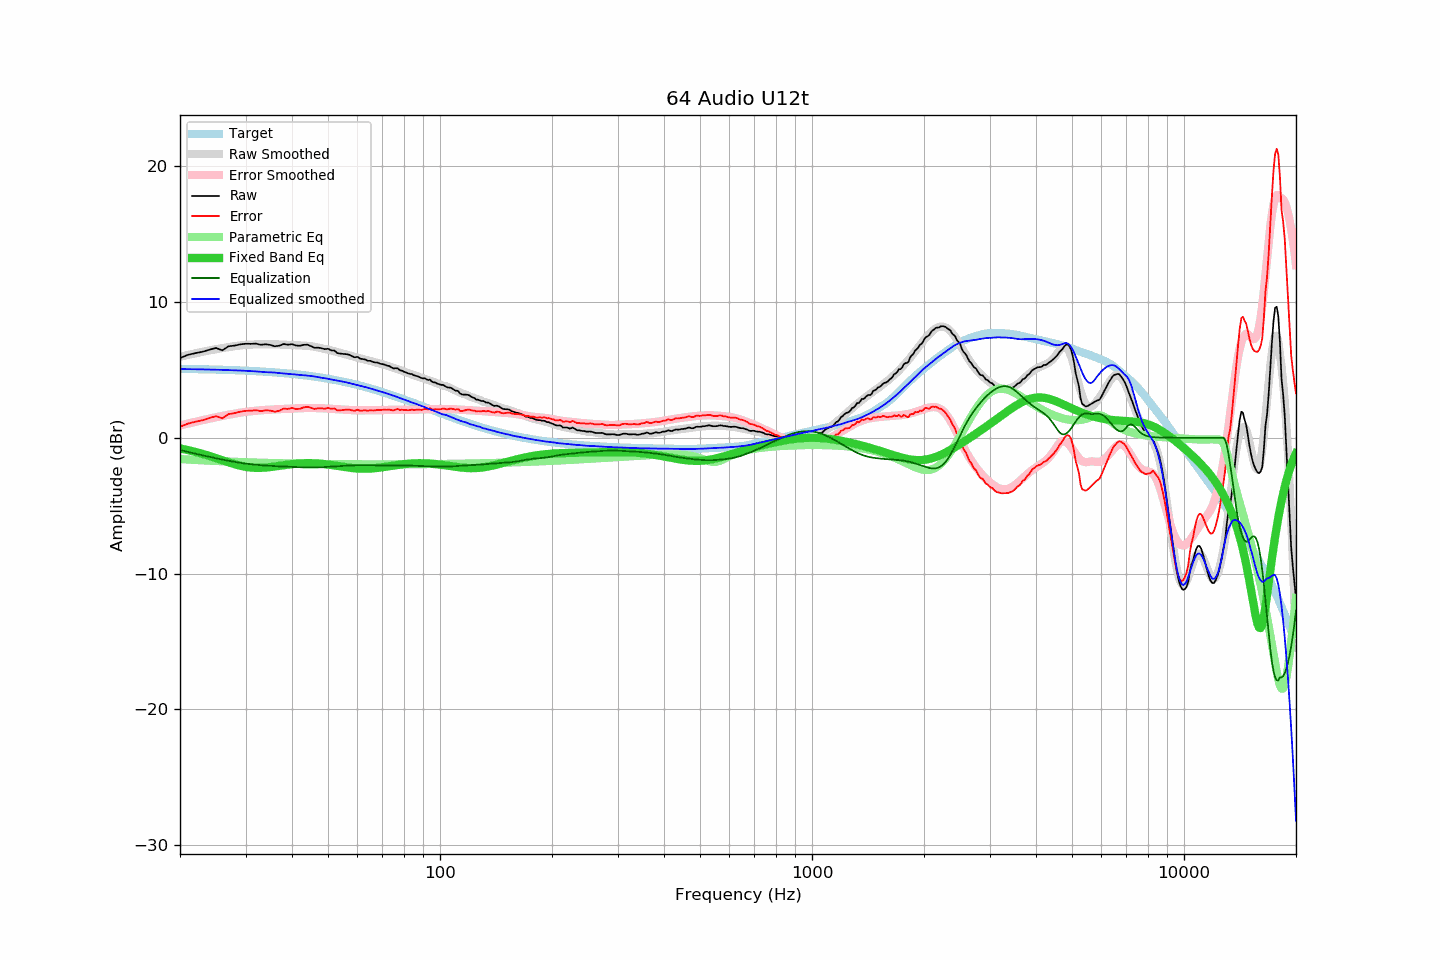 64 Audio U12t
Target
Raw Smoothed
Error Smoothed
Raw
Error
Parametric Eq
Fixed Band Eq
Equalization
Equalized smoothed
20
10
0
−10
−20
−30
Amplitude (dBr)
100
1000
10000
Frequency (Hz)